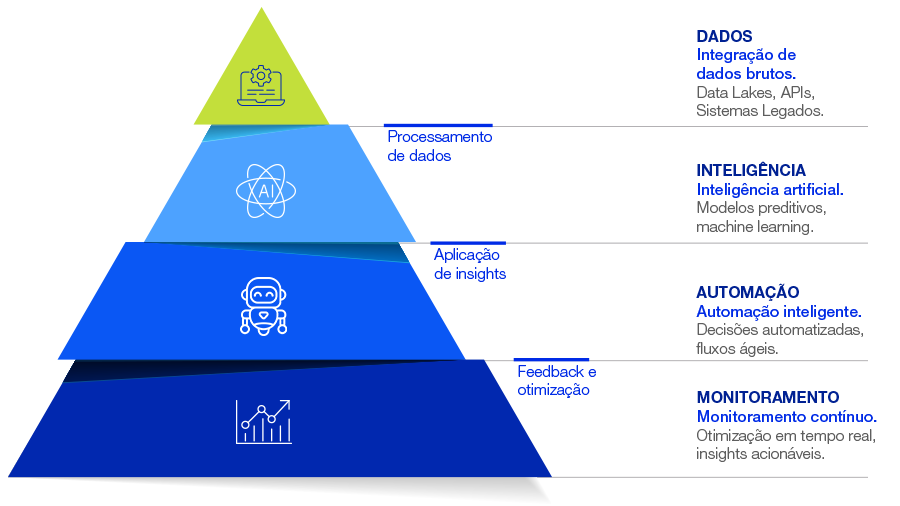 DADOS
Integração de
dados brutos.
Data Lakes, APIs,
Sistemas Legados.
Processamento
de dados
AI
INTELIGÊNCIA
Inteligência artificial.
Modelos preditivos,
machine learning.
Aplicação
de insights
AUTOMAÇÃO
Automação inteligente.
Decisões automatizadas,
fluxos ágeis.
Feedback e
otimização
MONITORAMENTO
Monitoramento contínuo.
Otimização em tempo real,
insights acionáveis.